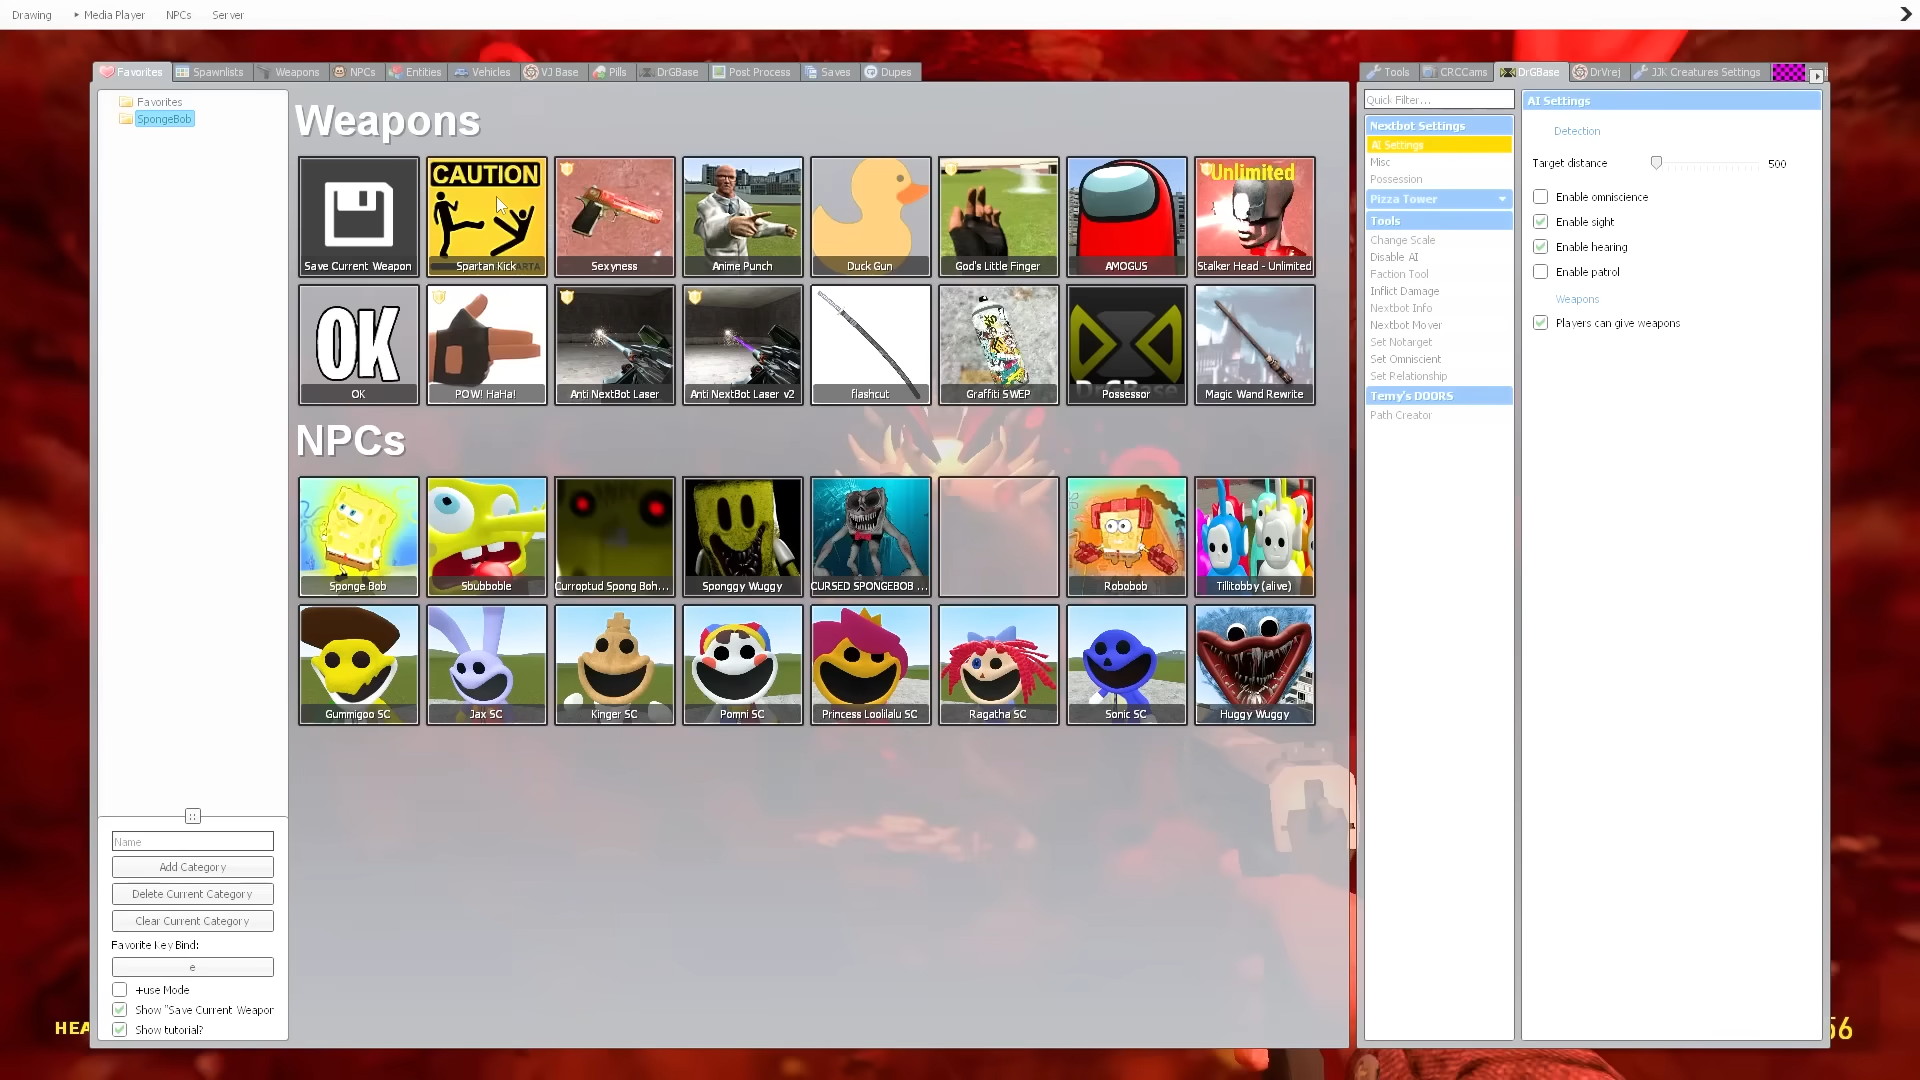 Drawing
Media Player
NPCs
Server
Favorites
Spawnlists
Weapons
NPCs
Entities
Vehicles
VJ Base
Pills
DrGBase
Post Process
Saves
Dupes
Tools
CRCCams
DrGBase
DrVrej
JJK Creatures Settings
Favorites
SpongeBob
Weapons
Save Current Weapon
CAUTION
Spartan Kick
Sexyness
Anime Punch
Duck Gun
God's Little Finger
AMOGUS
Unlimited
Stalker Head - Unlimited
OK
OK
POW! HaHa!
Anti NextBot Laser
Anti NextBot Laser v2
flashcut
Graffiti SWEP
DrGBase
Possessor
Magic Wand Rewrite
NPCs
Sponge Bob
Sbubboble
Curroptud Spong Boh...
Sponggy Wuggy
CURSED SPONGEBOB ...
Robobob
Tillitobby (alive)
Gummigoo SC
Jax SC
Kinger SC
Pomni SC
Princess Loolilalu SC
Ragatha SC
Sonic SC
Huggy Wuggy
Name
Add Category
Delete Current Category
Clear Current Category
Favorite Key Bind:
e
+use Mode
Show "Save Current Weapon
Show tutorial?
Quick Filter...
Nextbot Settings
AI Settings
Misc
Possession
Pizza Tower
Tools
Change Scale
Disable AI
Faction Tool
Inflict Damage
Nextbot Info
Nextbot Mover
Set Notarget
Set Omniscient
Set Relationship
Temy's DOORS
Path Creator
AI Settings
Detection
Target distance
500
Enable omniscience
Enable sight
Enable hearing
Enable patrol
Weapons
Players can give weapons
HEA
56